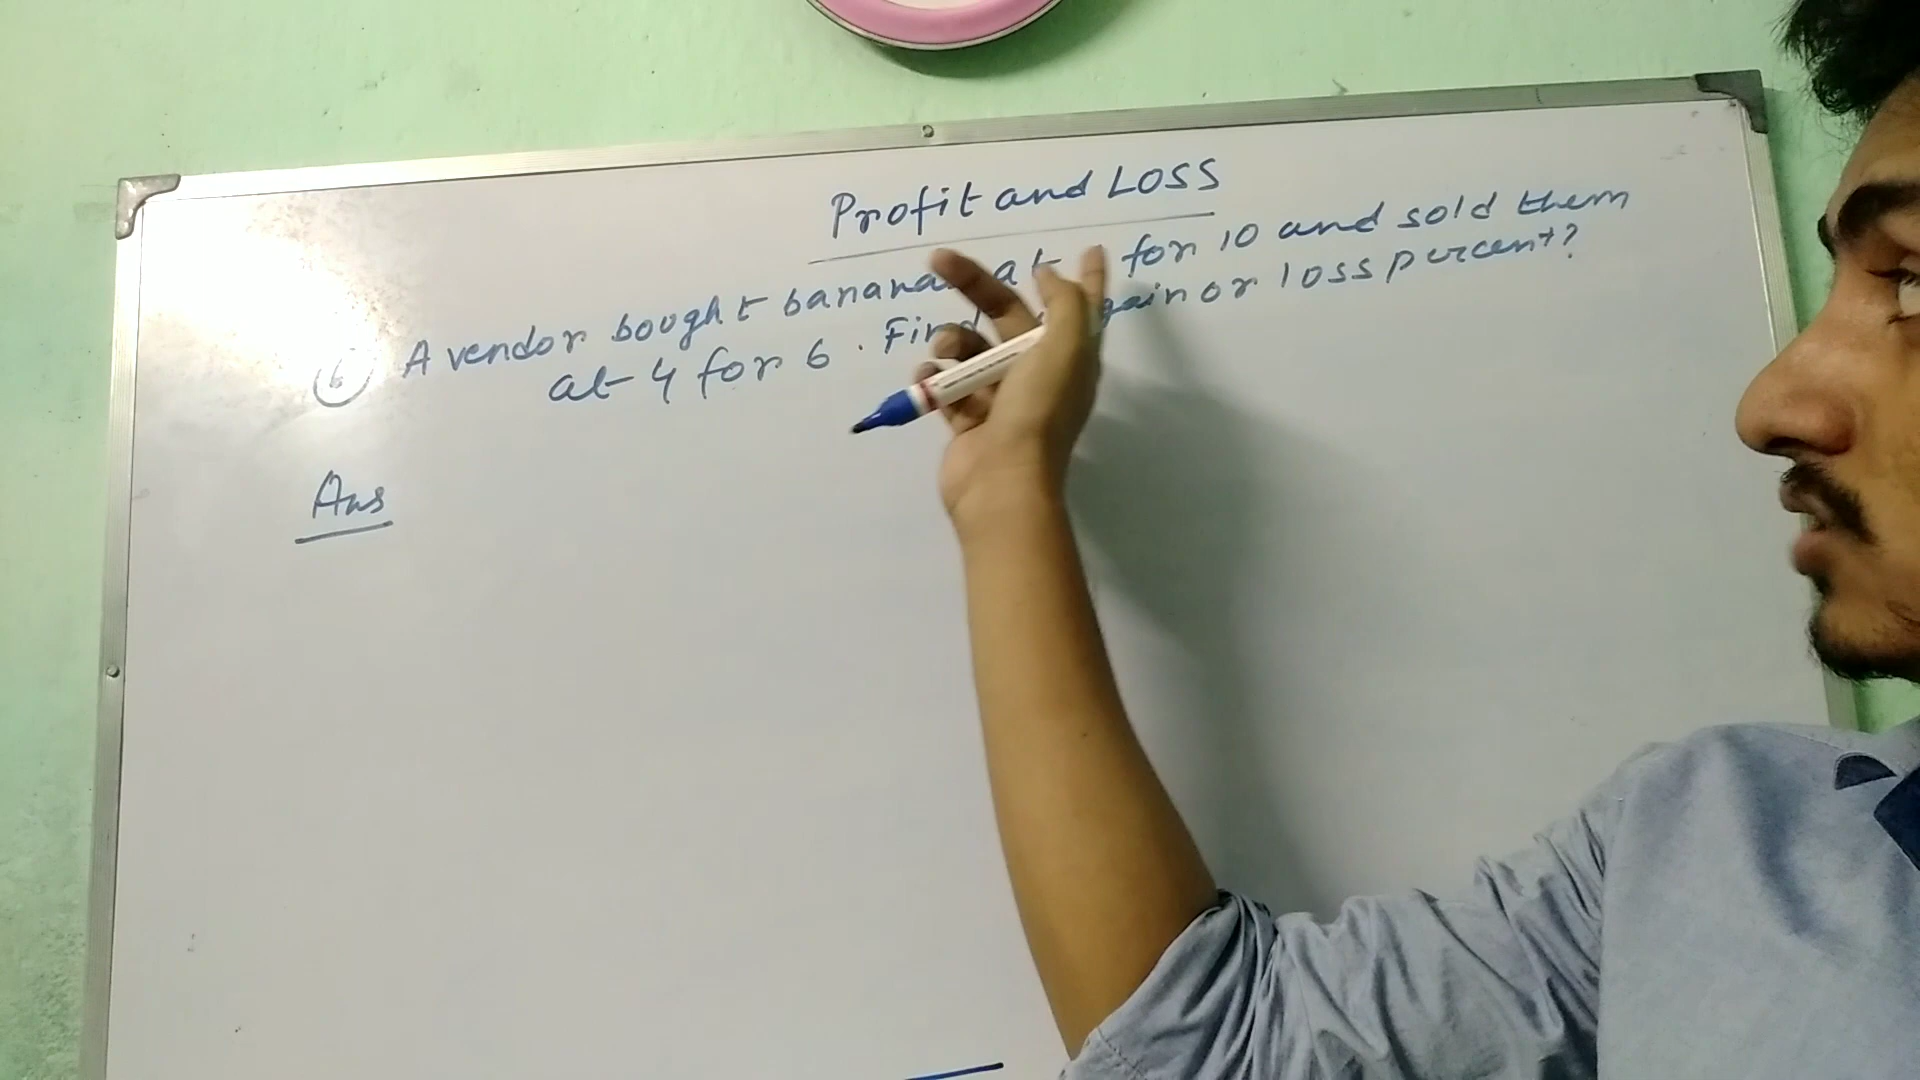 Profit and Loss
6 A vendor bought bananas at for 10 and sold them
at 4 for 6. Find gain or loss percent?
Ans